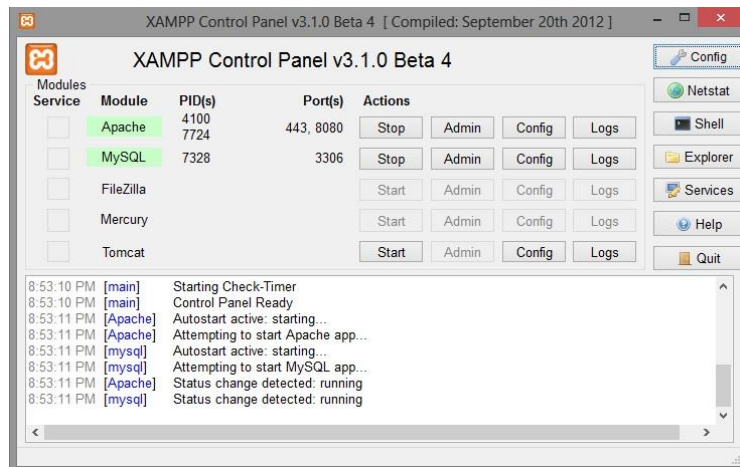 XAMPP Control Panel v3.1.0 Beta 4 [ Compiled: September 20th 2012 ]
XAMPP Control Panel v3.1.0 Beta 4
Config
Modules
Service Module PID(s) Port(s) Actions
Netstat
Apache 4100 7724 443, 8080 Stop Admin Config Logs
Shell
MySQL 7328 3306 Stop Admin Config Logs
Explorer
FileZilla Start Admin Config Logs
Services
Mercury Start Admin Config Logs
Help
Tomcat Start Admin Config Logs
Quit
8:53:10 PM [main] Starting Check-Timer
8:53:10 PM [main] Control Panel Ready
8:53:11 PM [Apache] Autostart active: starting...
8:53:11 PM [Apache] Attempting to start Apache app...
8:53:11 PM [mysql] Autostart active: starting...
8:53:11 PM [mysql] Attempting to start MySQL app...
8:53:11 PM [Apache] Status change detected: running
8:53:11 PM [mysql] Status change detected: running